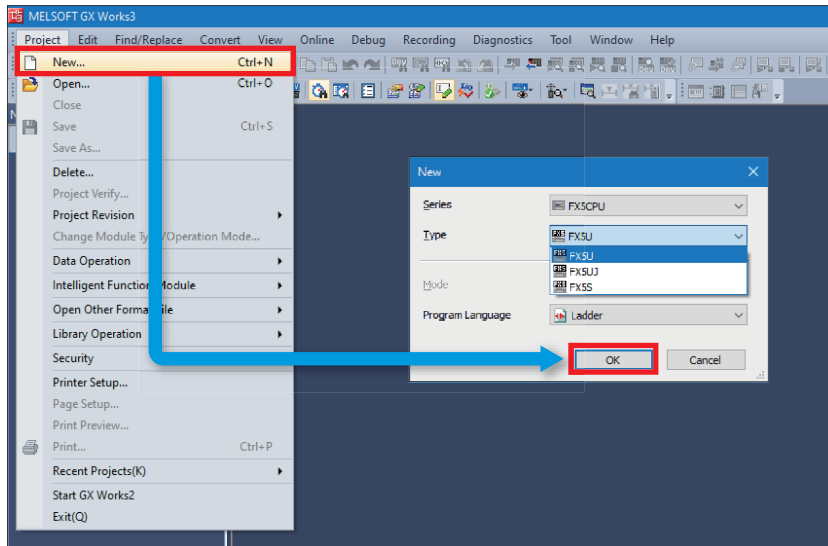 MELSOFT GX Works3
Project Edit Find/Replace Convert View Online Debug Recording Diagnostics Tool Window Help
New... Ctrl+N
Open... Ctrl+O
Close
Save Ctrl+S
Save As...
Delete...
Project Verify...
Project Revision
Change Module Ty /Operation Mode...
Data Operation
Intelligent Function Module
Open Other Forma ile
Library Operation
Security
Printer Setup...
Page Setup...
Print Preview...
Print... Ctrl+P
Recent Projects(K)
Start GX Works2
Exit(Q)
New
Series FX5CPU
Type FX5U
FX5U
FX5UJ
FX5S
Mode
Program Language Ladder
OK Cancel